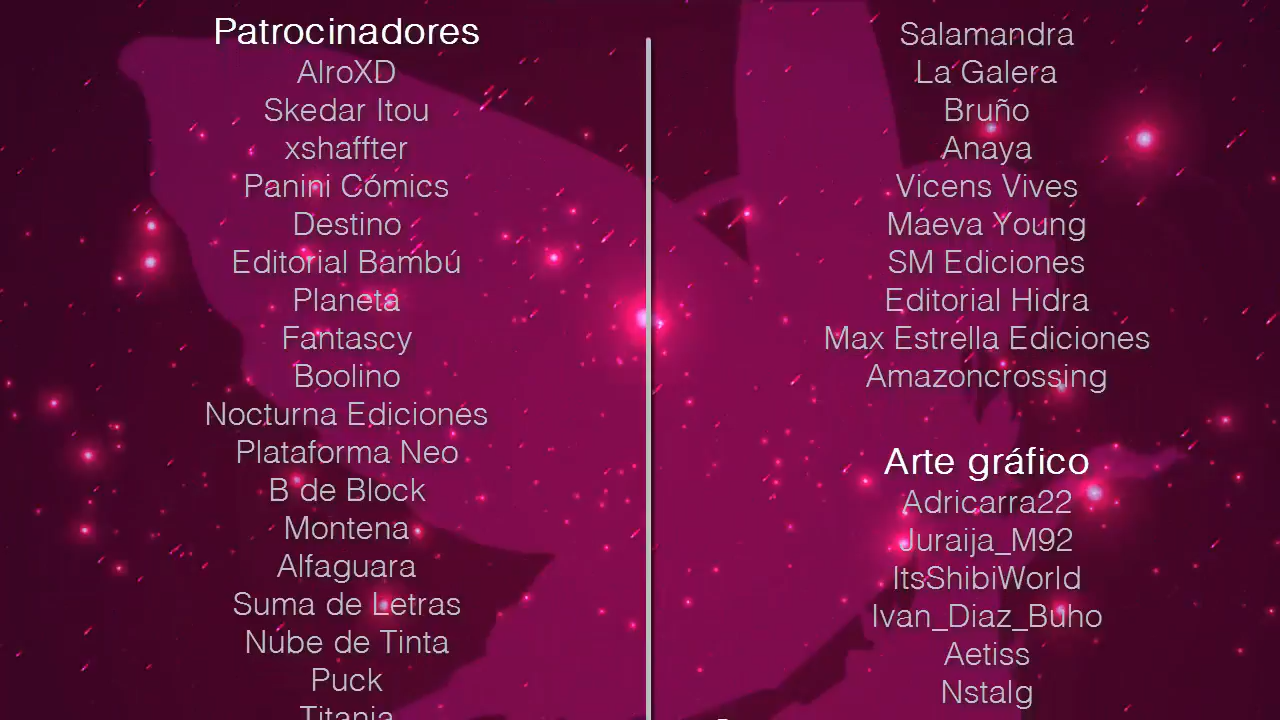 Patrocinadores
AlroXD
Skedar Itou
xshaffter
Panini Cómics
Destino
Editorial Bambú
Planeta
Fantascy
Boolino
Nocturna Ediciones
Plataforma Neo
B de Block
Montena
Alfaguara
Suma de Letras
Nube de Tinta
Puck
Titania
Salamandra
La Galera
Bruño
Anaya
Vicens Vives
Maeva Young
SM Ediciones
Editorial Hidra
Max Estrella Ediciones
Amazoncrossing
Arte gráfico
Adricarra22
Juraija_M92
ItsShibiWorld
Ivan_Diaz_Buho
Aetiss
Nstalg